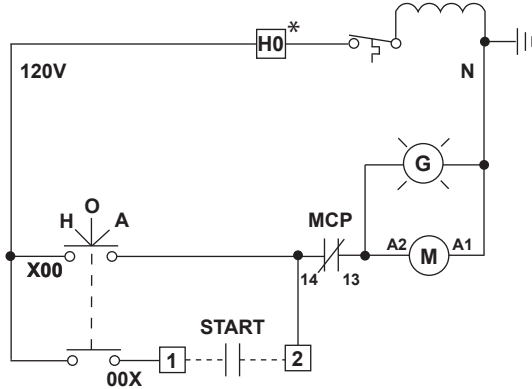 H0*
120V
N
G
O
H A
MCP
X00
A2 M A1
14 13
START
00X
1 2